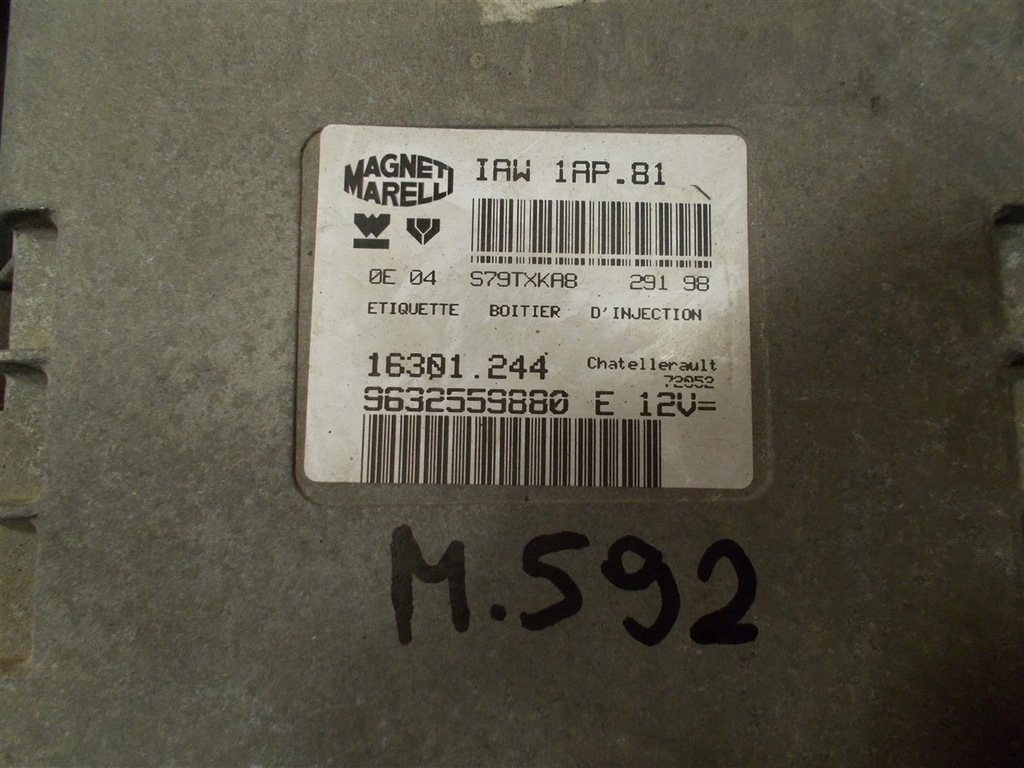 MAGNETI MARELLI
IAW 1AP.81
0E 04 S79TXKA8 291 98
ETIQUETTE BOITIER D'INJECTION
16301.244 Chatellerault
72052
9632559880 E 12V=
M.592